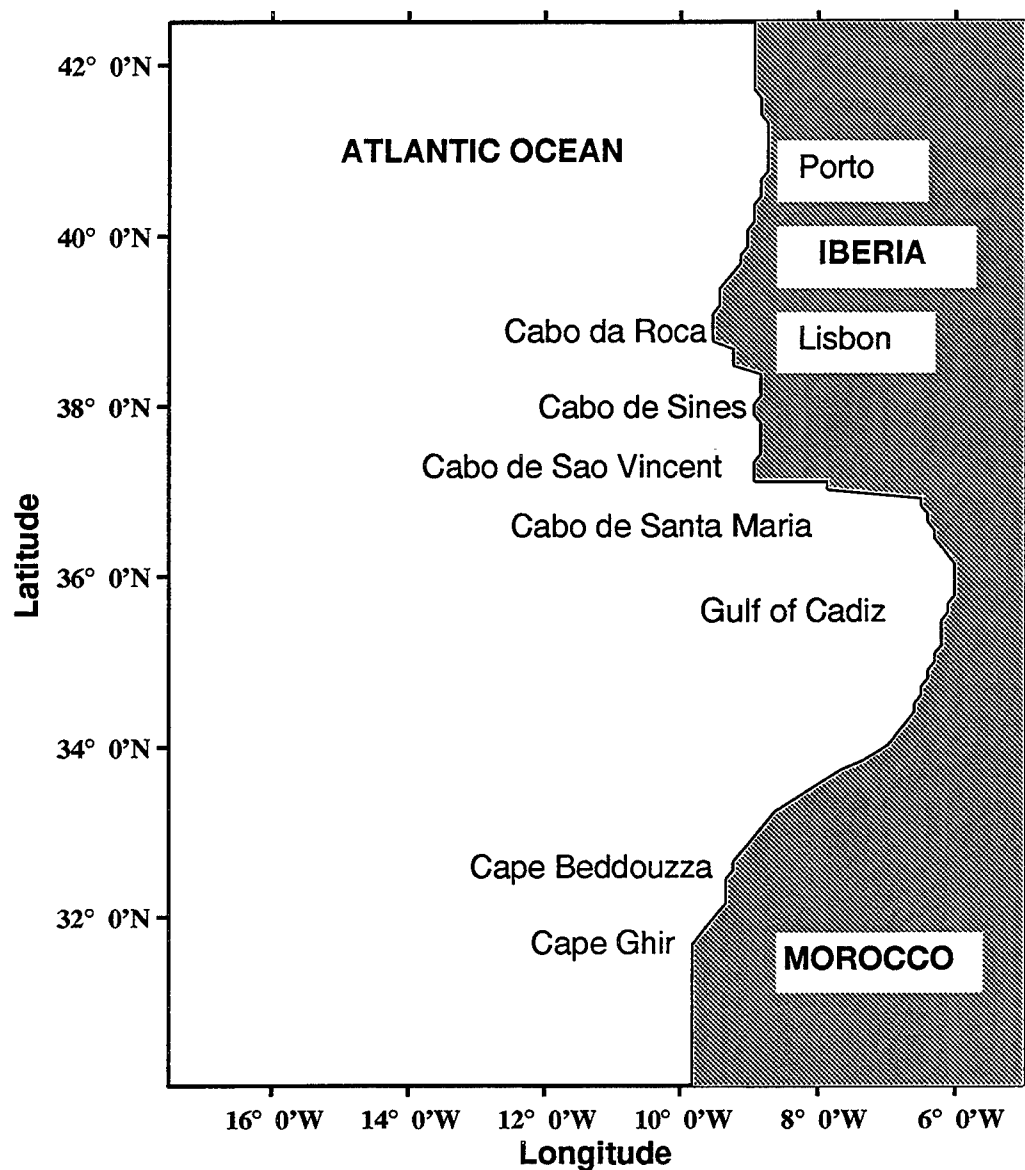 42° 0'N
ATLANTIC OCEAN
Porto
40° 0'N
IBERIA
Cabo da Roca
Lisbon
38° 0'N
Cabo de Sines
Cabo de Sao Vincent
Cabo de Santa Maria
Latitude
36° 0'N
Gulf of Cadiz
34° 0'N
Cape Beddouzza
32° 0'N
Cape Ghir
MOROCCO
16° 0'W 14° 0'W 12° 0'W 10° 0'W 8° 0'W 6° 0'W
Longitude